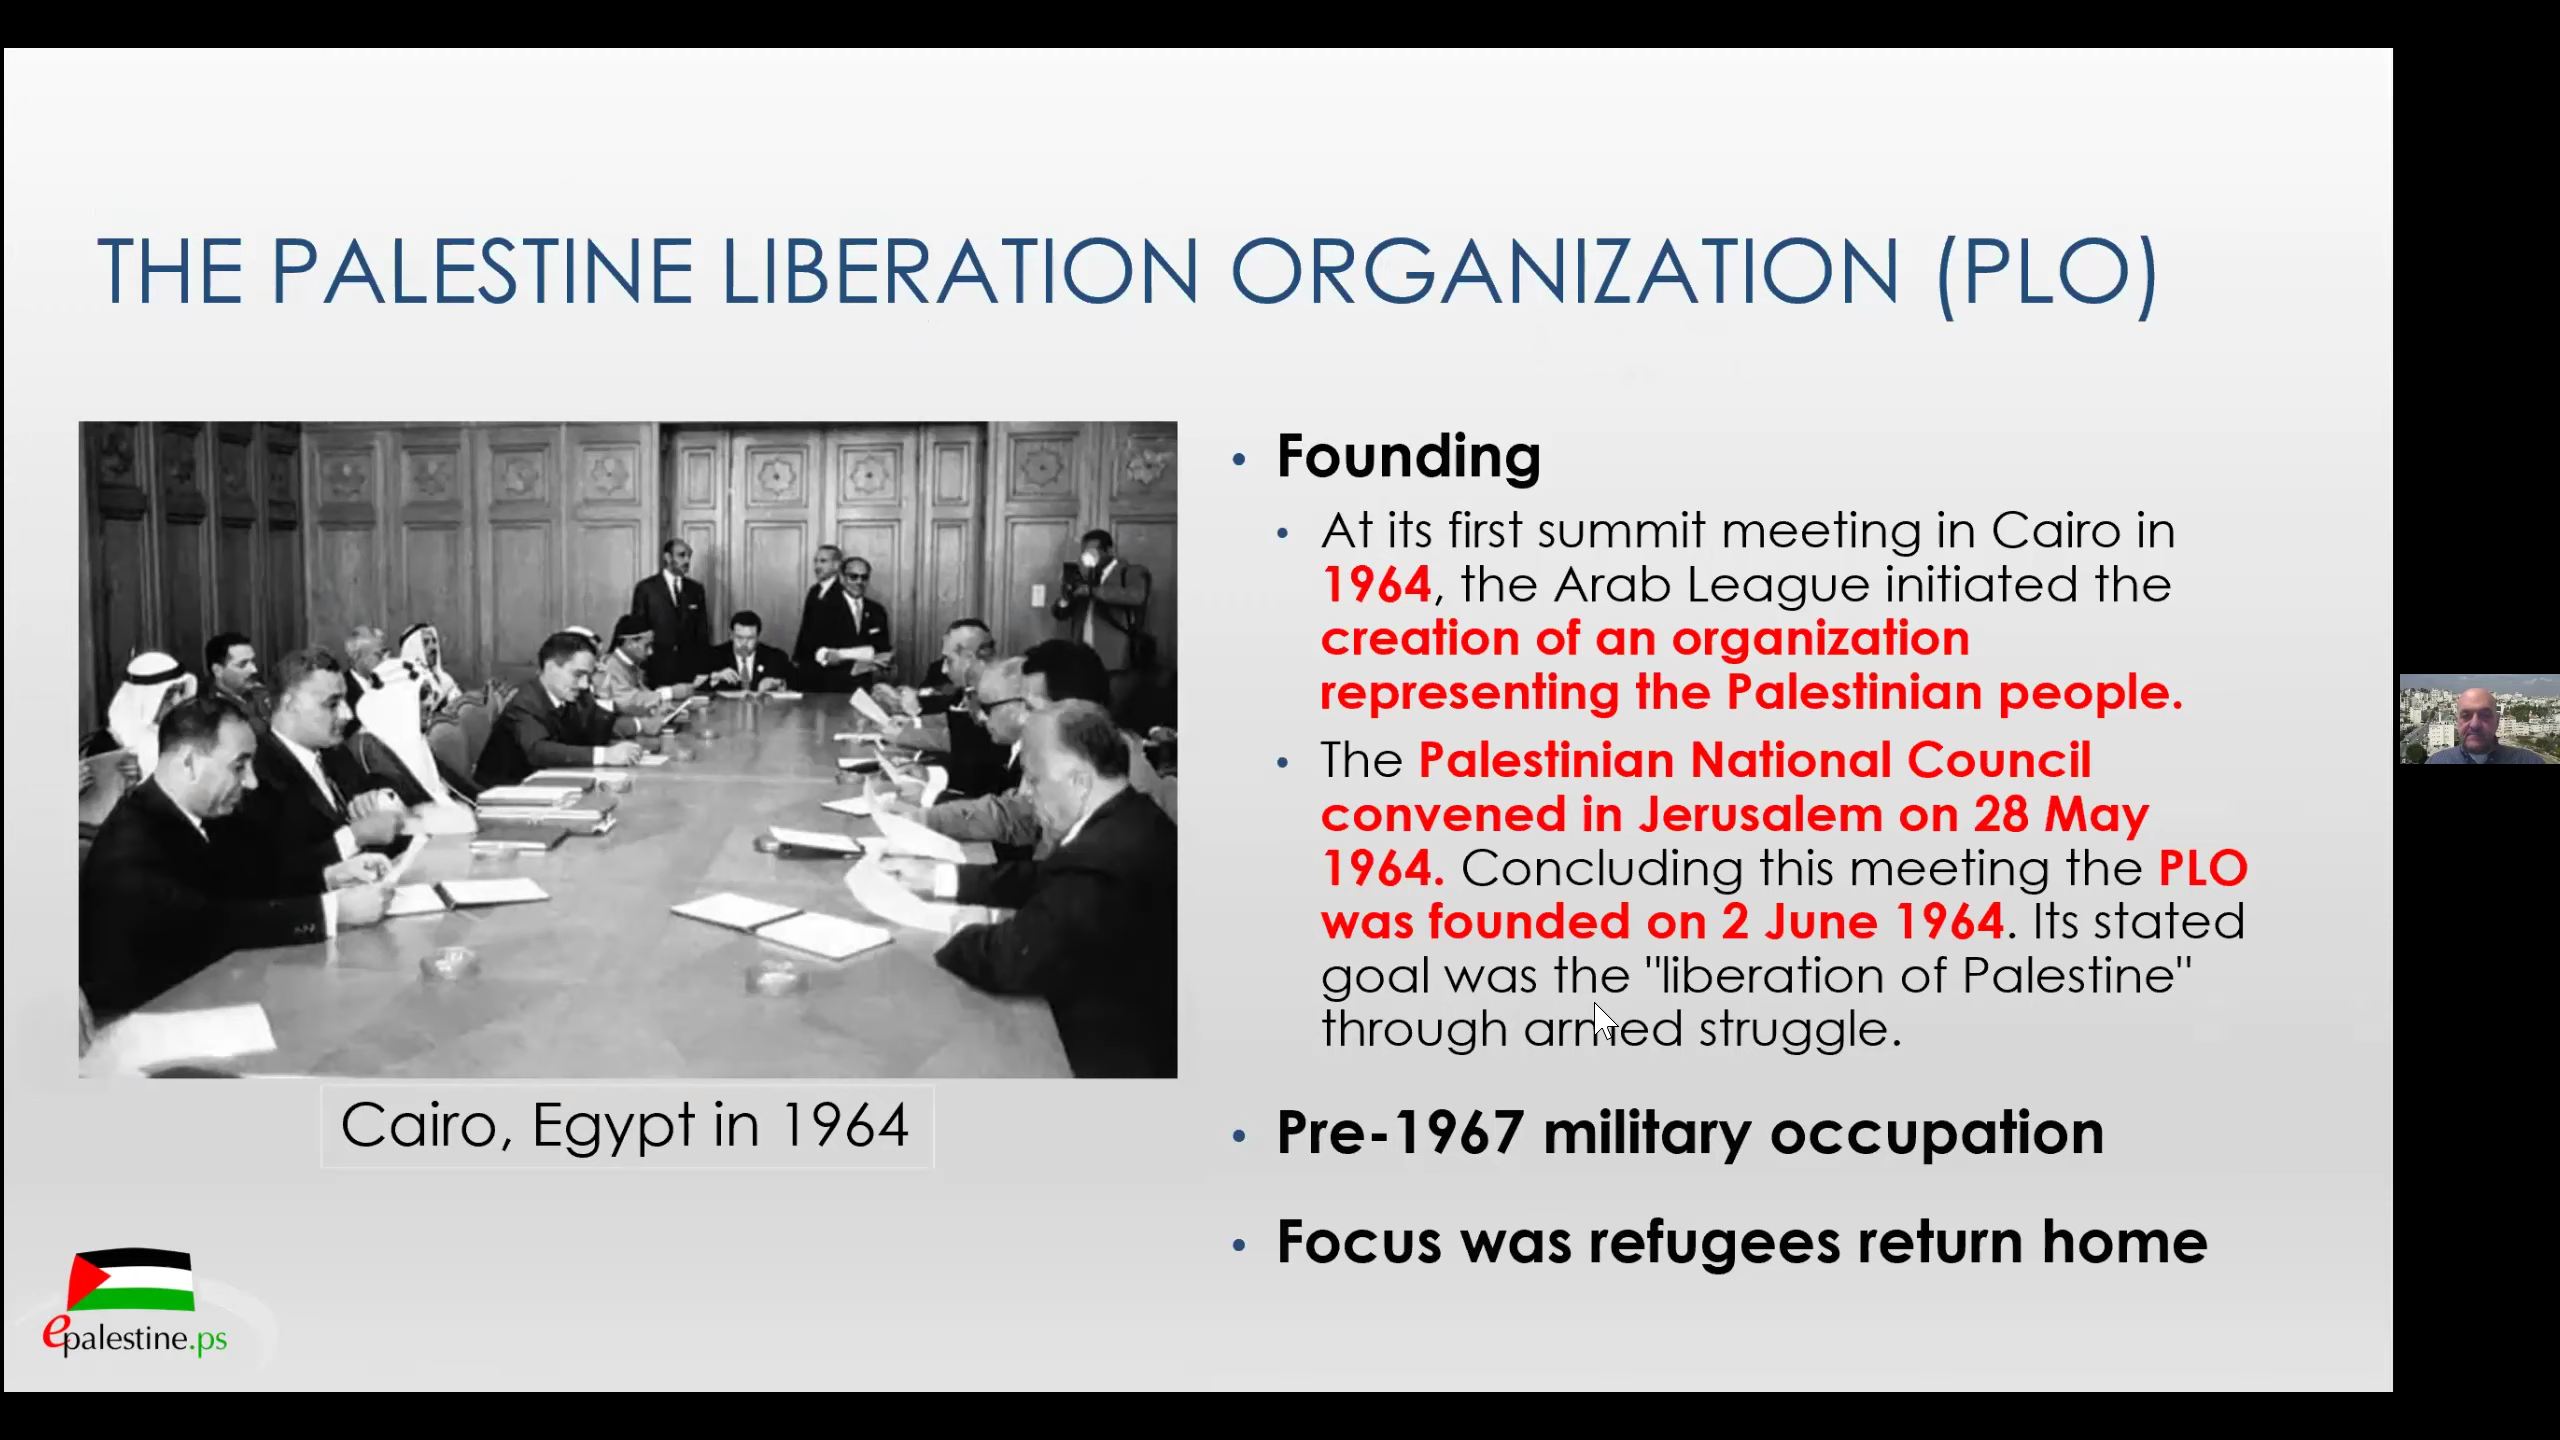 THE PALESTINE LIBERATION ORGANIZATION (PLO)
• Founding
• At its first summit meeting in Cairo in
1964, the Arab League initiated the
creation of an organization
representing the Palestinian people.
• The Palestinian National Council
convened in Jerusalem on 28 May
1964. Concluding this meeting the PLO
was founded on 2 June 1964. Its stated
goal was the "liberation of Palestine"
through armed struggle.
• Pre-1967 military occupation
• Focus was refugees return home
Cairo, Egypt in 1964
epalestine.ps